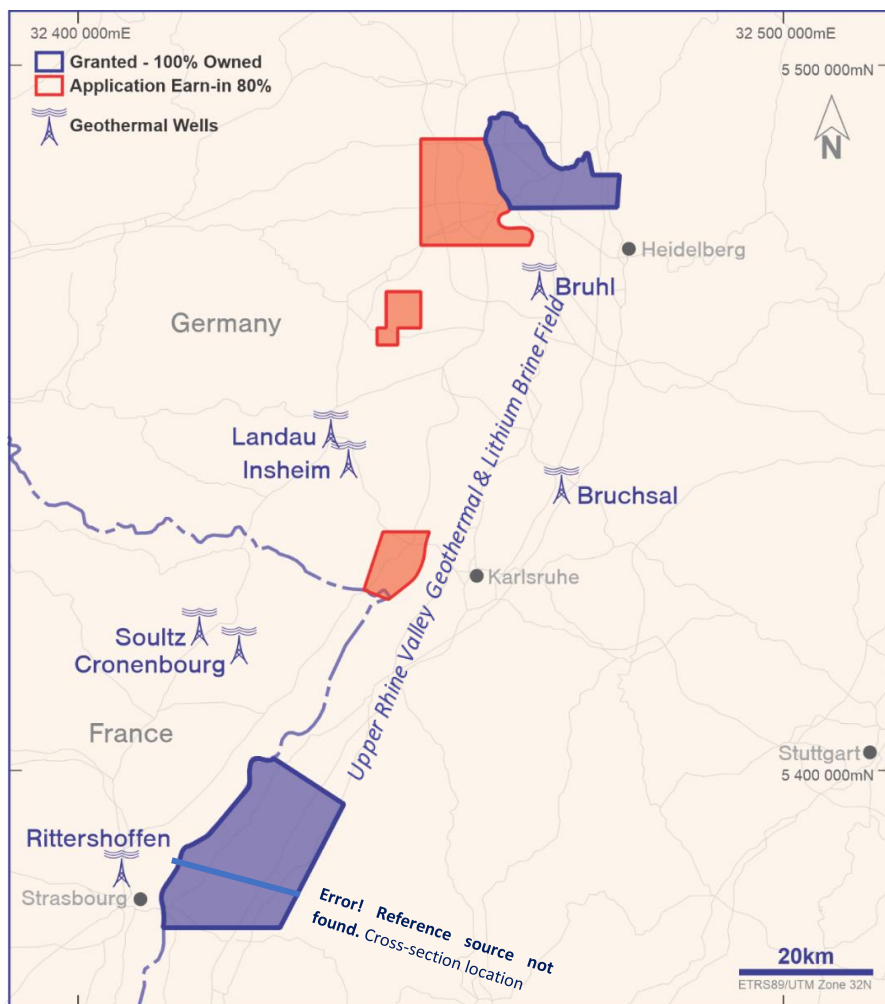 32 400 000mE
32 500 000mE
Granted - 100% Owned
5 500 000mN
Application Earn-in 80%
Geothermal Wells
N
Heidelberg
Bruhl
Germany
Upper Rhine Valley Geothermal & Lithium Brine Field
Landau
Insheim
Bruchsal
Karlsruhe
Soultz
Cronenbourg
France
Stuttgart
5 400 000mN
Rittershoffen
Strasbourg
Error! Reference source not
found. Cross-section location
20km
ETRS89/UTM Zone 32N